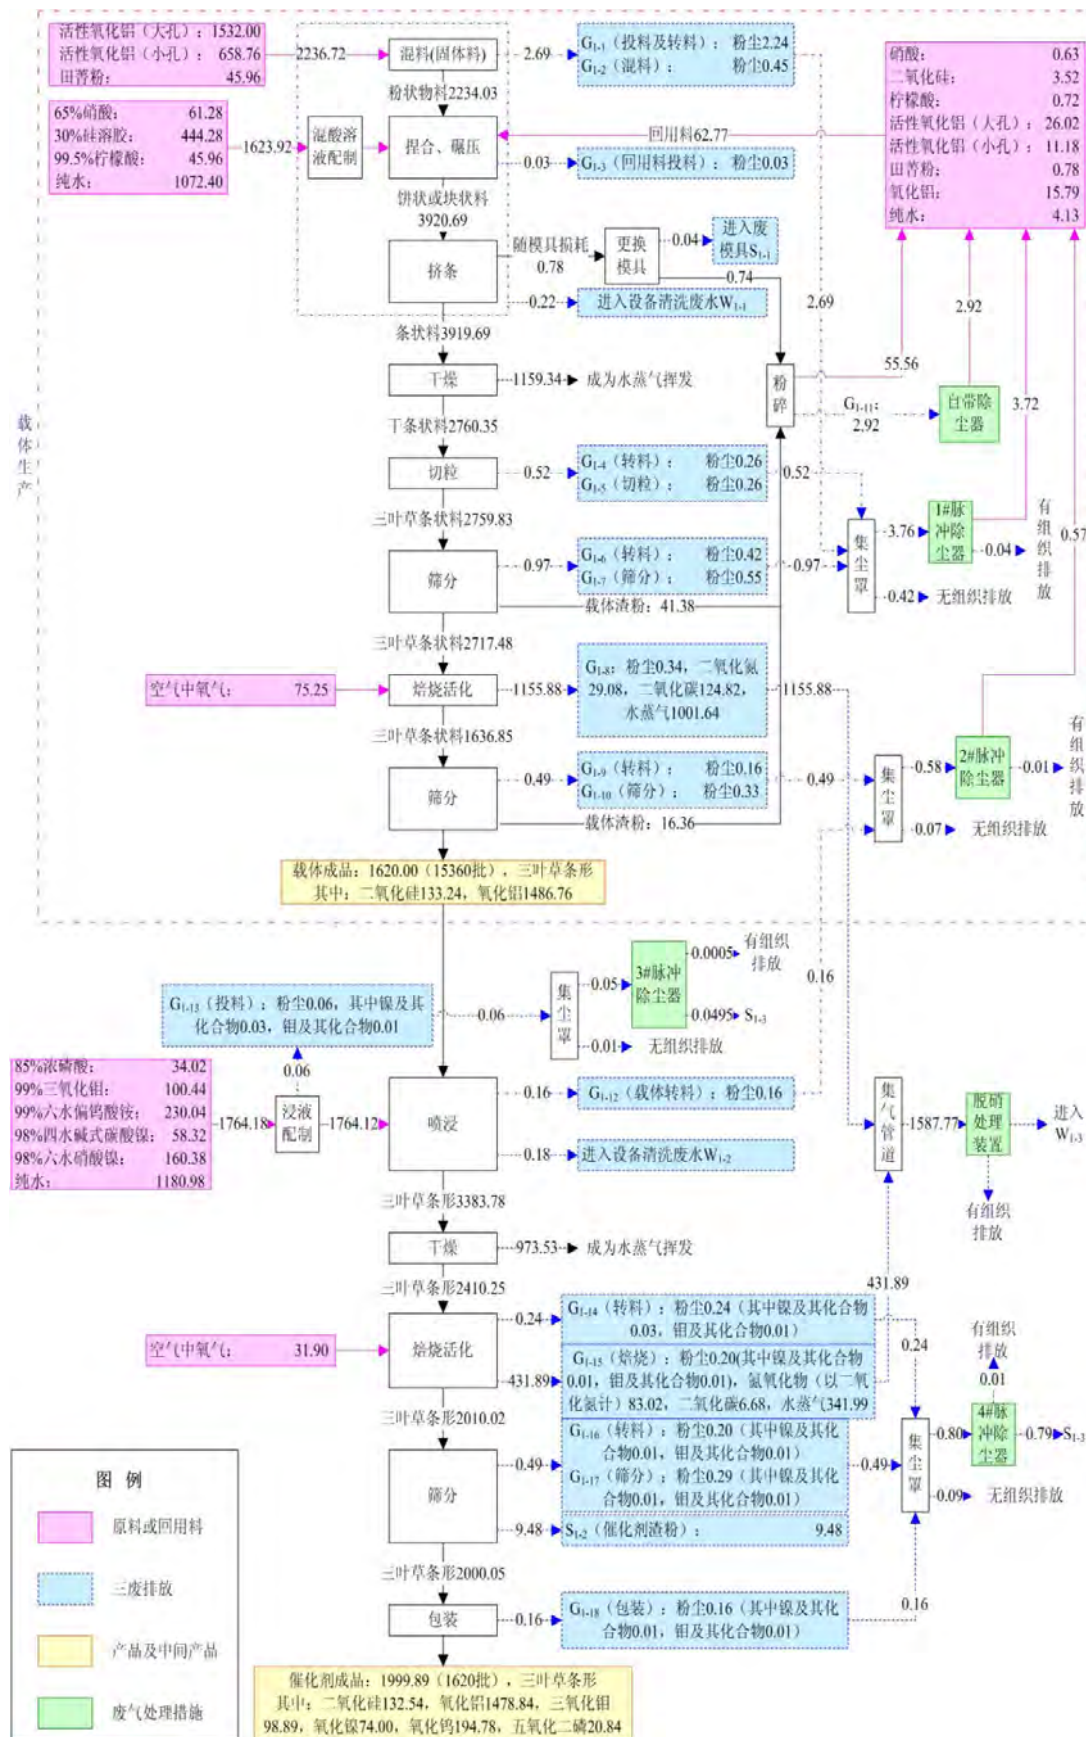 活性氧化铝（大孔）：1532.00
活性氧化铝（小孔）：658.76
田菁粉：45.96
2236.72
混料(固体料)
2.69
G1-1（投料及转料）：粉尘2.24
G1-2（混料）：粉尘0.45
粉状物料2234.03
65%硝酸：61.28
30%硅溶胶：444.28
99.5%柠檬酸：45.96
纯水：1072.40
1623.92
混酸溶
液配制
捏合、碾压
回用料62.77
0.03
G1-3（回用料投料）：粉尘0.03
硝酸：0.63
二氧化硅：3.52
柠檬酸：0.72
活性氧化铝（大孔）：26.02
活性氧化铝（小孔）：11.18
田菁粉：0.78
氧化铝：15.79
纯水：4.13
饼状或块状料
3920.69
挤条
随模具损耗
0.78
更换
模具
0.04
进入废
模具S1-1
0.74
0.22
进入设备清洗废水W1-1
2.69
条状料3919.69
干燥
1159.34
成为水蒸气挥发
粉
碎
55.56
2.92
G1-11：
2.92
自带除
尘器
3.72
0.57
载
体
生
产
干条状料2760.35
切粒
0.52
G1-4（转料）：粉尘0.26
G1-5（切粒）：粉尘0.26
0.52
三叶草条状料2759.83
筛分
0.97
G1-6（转料）：粉尘0.42
G1-7（筛分）：粉尘0.55
0.97
集
尘
罩
3.76
1#脉
冲除
尘器
0.04
有
组
织
排
放
0.42
无组织排放
载体渣粉：41.38
三叶草条状料2717.48
空气中氧气：75.25
焙烧活化
1155.88
G1-8：粉尘0.34，二氧化氮
29.08，二氧化碳124.82，
水蒸气1001.64
1155.88
三叶草条状料1636.85
筛分
0.49
G1-9（转料）：粉尘0.16
G1-10（筛分）：粉尘0.33
0.49
集
尘
罩
0.58
2#脉冲
除尘器
0.01
有
组
织
排
放
0.07
无组织排放
载体渣粉：16.36
载体成品：1620.00（15360批），三叶草条形
其中：二氧化硅133.24，氧化铝1486.76
0.16
G1-13（投料）：粉尘0.06，其中镍及其
化合物0.03，钼及其化合物0.01
0.06
集
尘
罩
0.05
3#脉冲
除尘器
0.0005
有组织
排放
0.0495
S1-3
0.01
无组织排放
0.06
85%浓磷酸：34.02
99%三氧化钼：100.44
99%六水偏钨酸铵：230.04
98%四水碱式碳酸镍：58.32
98%六水硝酸镍：160.38
纯水：1180.98
1764.18
浸液
配制
1764.12
喷浸
0.16
G1-12（载体转料）：粉尘0.16
0.18
进入设备清洗废水W1-2
集
气
管
道
1587.77
脱硝
处理
装置
进入
W1-3
有组织
排放
三叶草条形3383.78
干燥
973.53
成为水蒸气挥发
三叶草条形2410.25
431.89
空气中氧气：31.90
焙烧活化
0.24
G1-14（转料）：粉尘0.24（其中镍及其化合物
0.03，钼及其化合物0.01）
0.24
431.89
G1-15（焙烧）：粉尘0.20(其中镍及其化合物
0.01，钼及其化合物0.01)，氮氧化物（以二氧
化氮计）83.02，二氧化碳6.68，水蒸气341.99
三叶草条形2010.02
筛分
0.49
G1-16（转料）：粉尘0.20（其中镍及其化
合物0.01，钼及其化合物0.01）
G1-17（筛分）：粉尘0.29（其中镍及其化
合物0.01，钼及其化合物0.01）
0.49
集
尘
罩
0.80
4#脉
冲除
尘器
0.01
有组织
排放
0.79
S1-3
0.09
无组织排放
9.48
S1-2（催化剂渣粉）：9.48
三叶草条形2000.05
包装
0.16
G1-18（包装）：粉尘0.16（其中镍及其化
合物0.01，钼及其化合物0.01）
0.16
催化剂成品：1999.89（1620批），三叶草条形
其中：二氧化硅132.54，氧化铝1478.84，三氧化钼
98.89，氧化镍74.00，氧化钨194.78，五氧化二磷20.84
图 例
原料或回用料
三废排放
产品及中间产品
废气处理措施